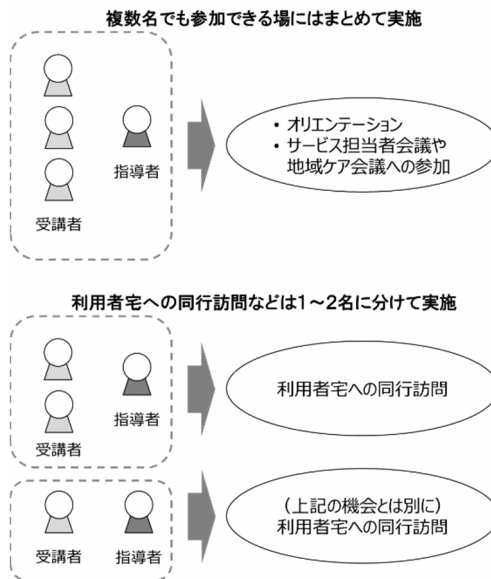 複数名でも参加できる場にはまとめて実施
受講者
指導者
• オリエンテーション
• サービス担当者会議や
地域ケア会議への参加
利用者宅への同行訪問などは１～２名に分けて実施
受講者
指導者
利用者宅への同行訪問
受講者
指導者
（上記の機会とは別に）
利用者宅への同行訪問